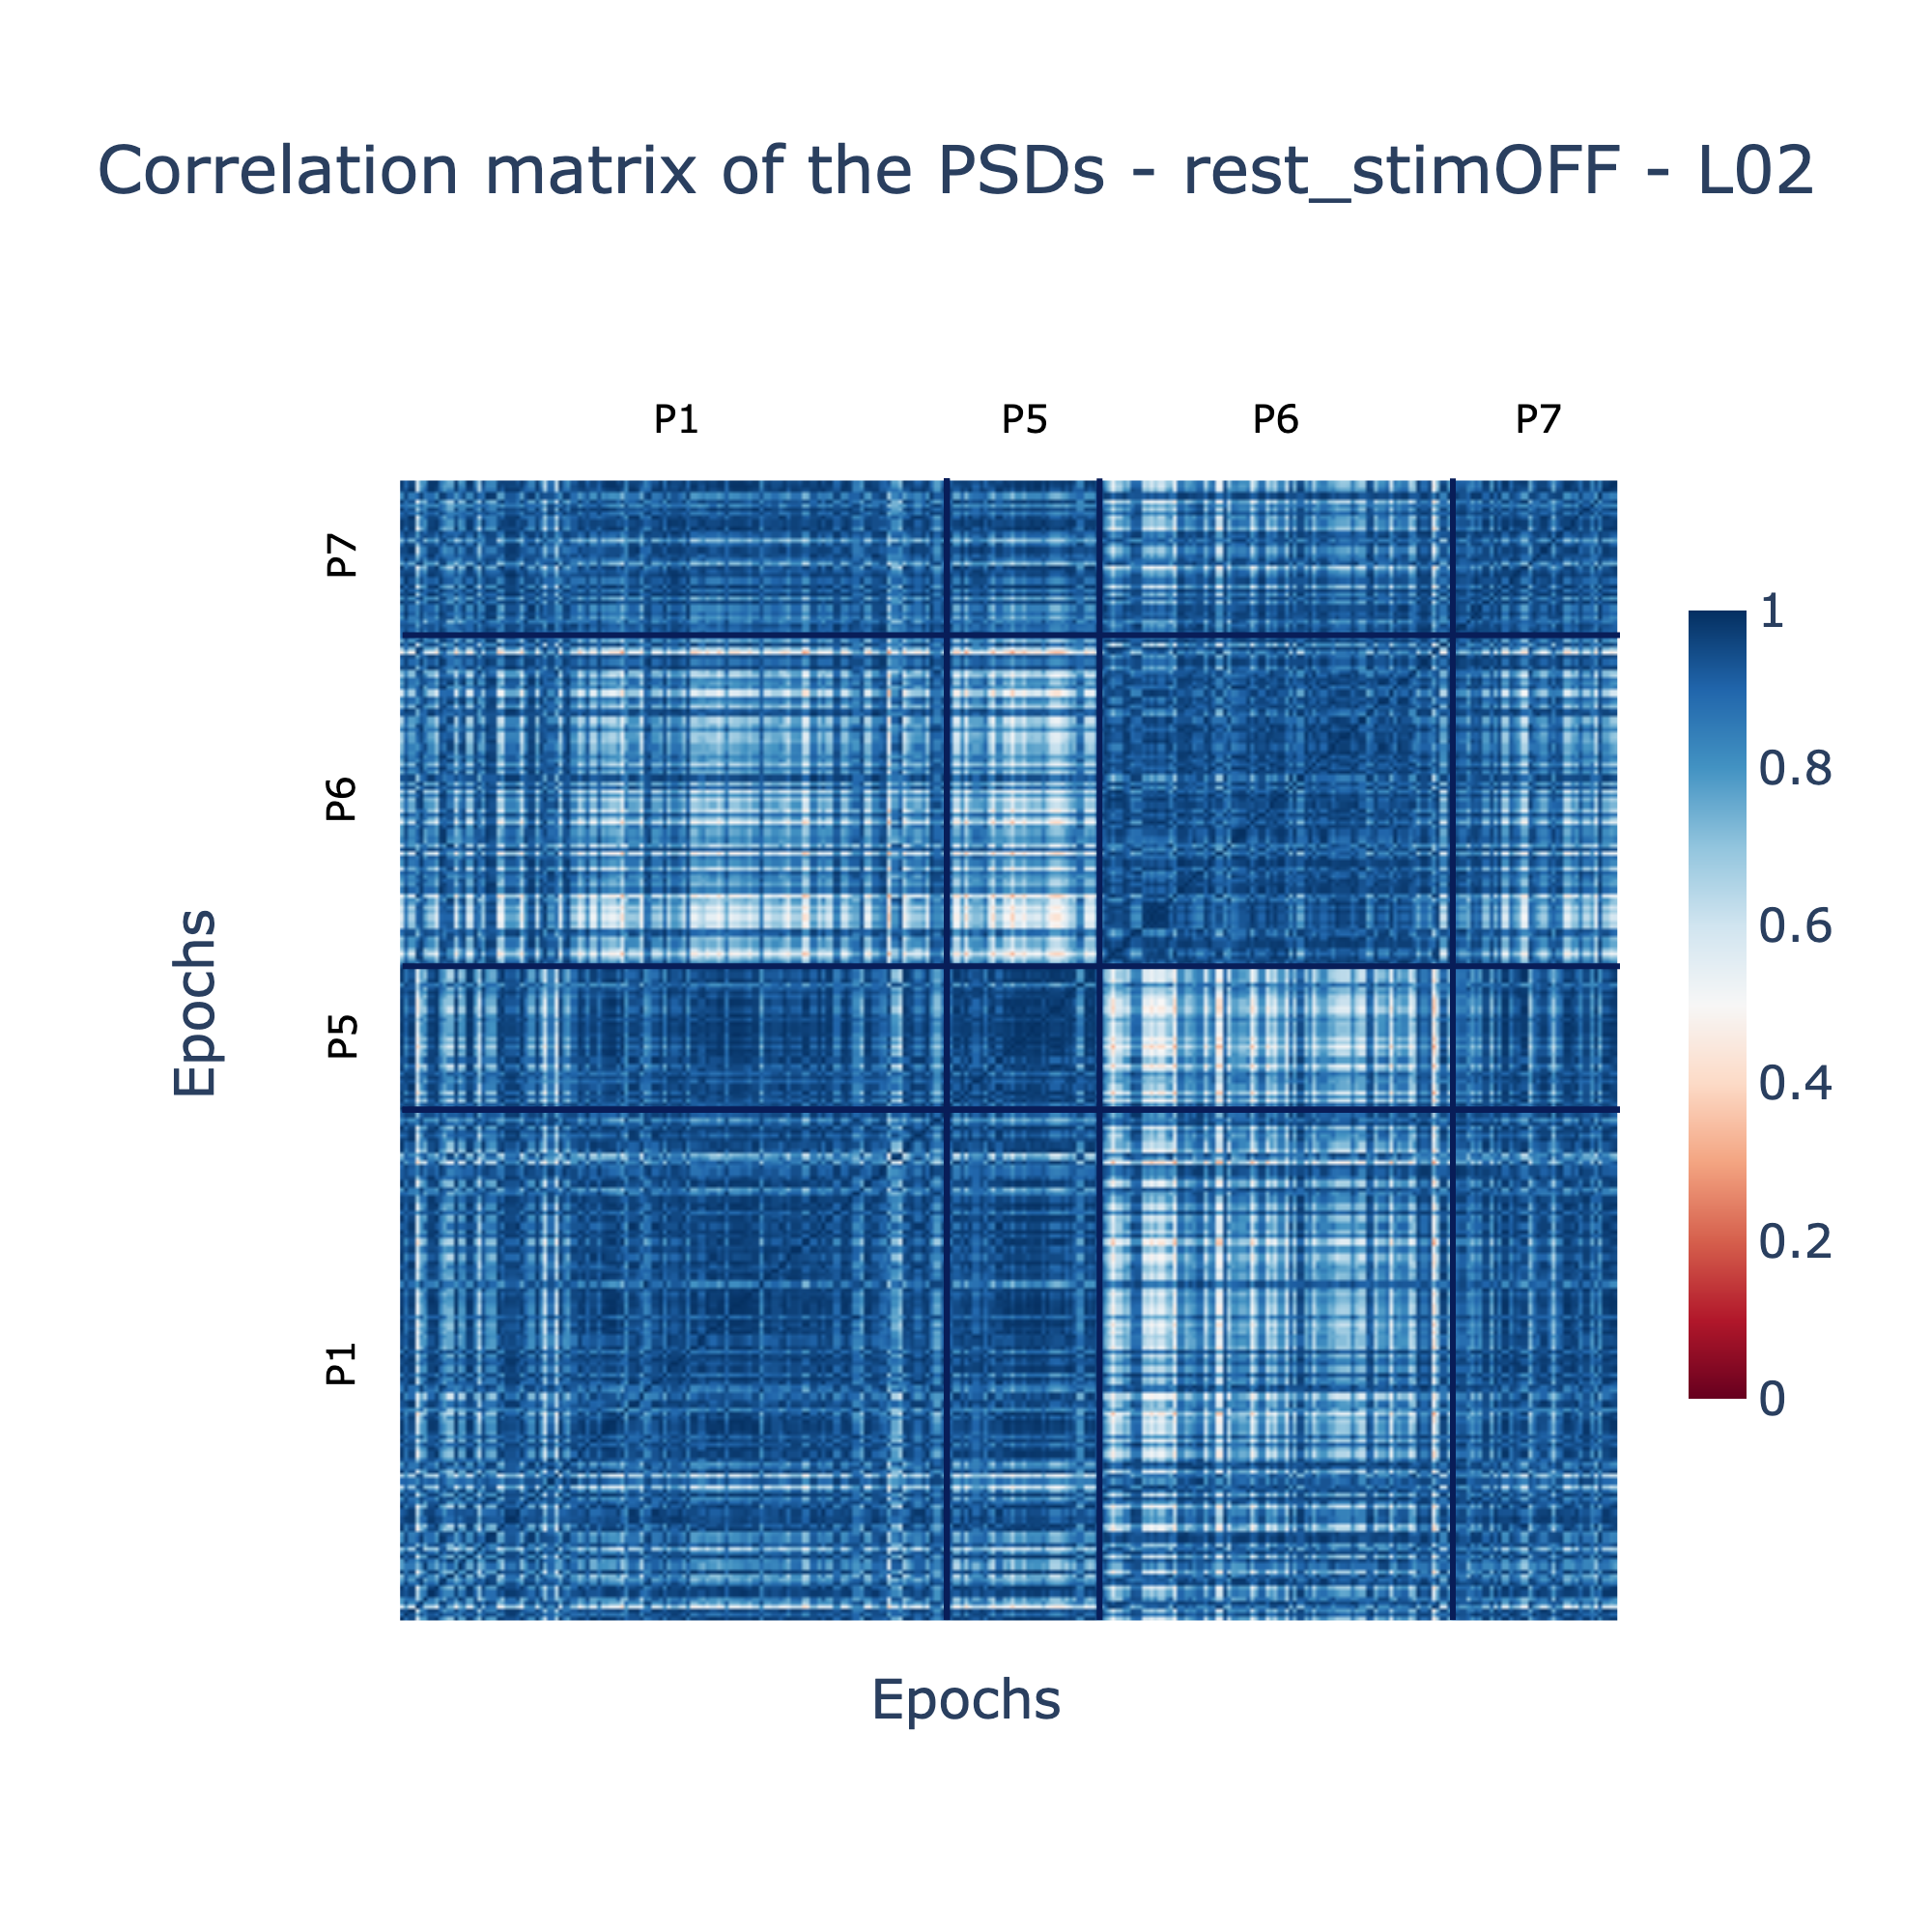 Correlation matrix of the PSDs - rest_stimOFF - L02
P1 P5 P6 P7
P7
P6
P5
P1
Epochs
Epochs
1
0.8
0.6
0.4
0.2
0